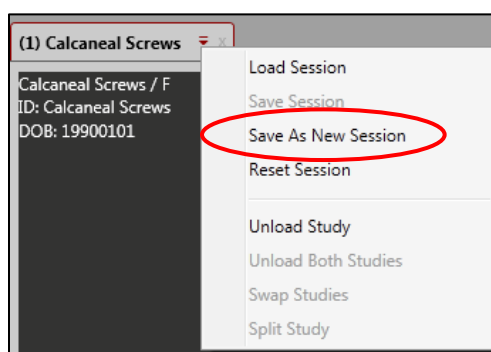 (1) Calcaneal Screws x
Calcaneal Screws / F
ID: Calcaneal Screws
DOB: 19900101
Load Session
Save Session
Save As New Session
Reset Session
Unload Study
Unload Both Studies
Swap Studies
Split Study